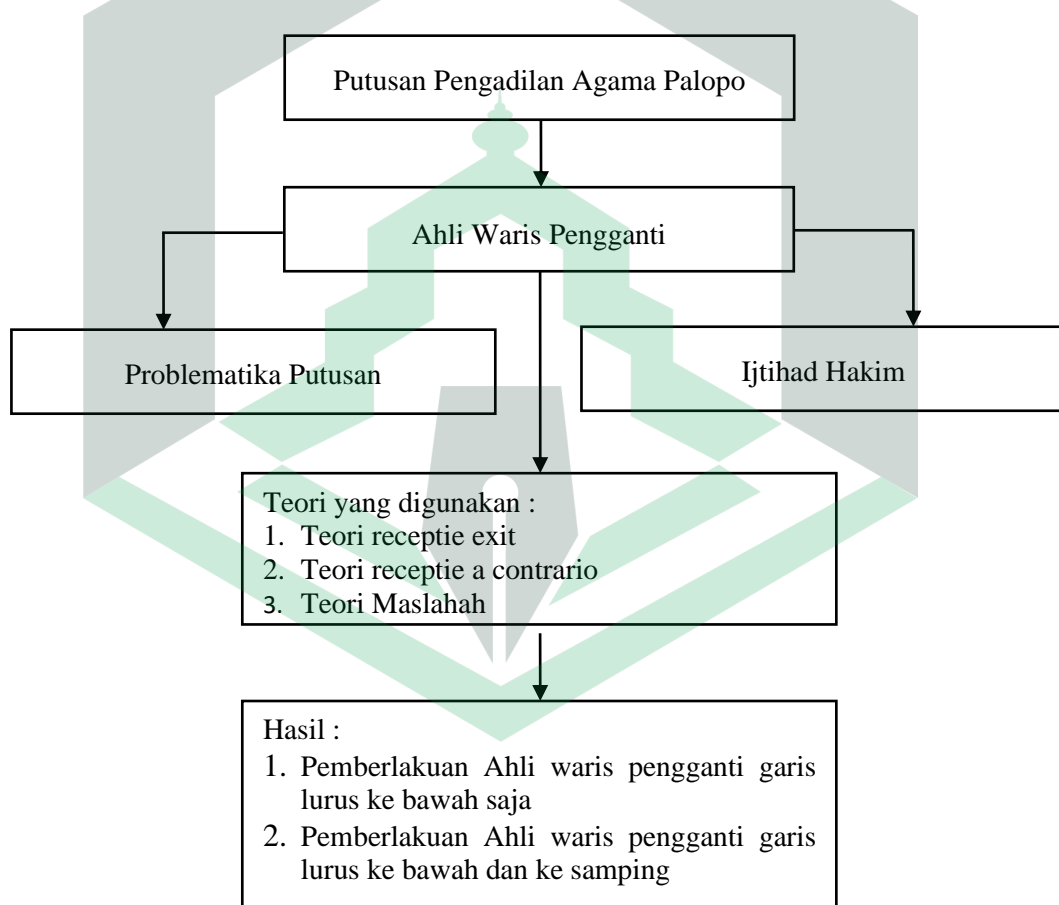 Putusan Pengadilan Agama Palopo
Ahli Waris Pengganti
Problematika Putusan
Ijtihad Hakim
Teori yang digunakan :
1. Teori receptie exit
2. Teori receptie a contrario
3. Teori Maslahah
Hasil :
1. Pemberlakuan Ahli waris pengganti garis
lurus ke bawah saja
2. Pemberlakuan Ahli waris pengganti garis
lurus ke bawah dan ke samping